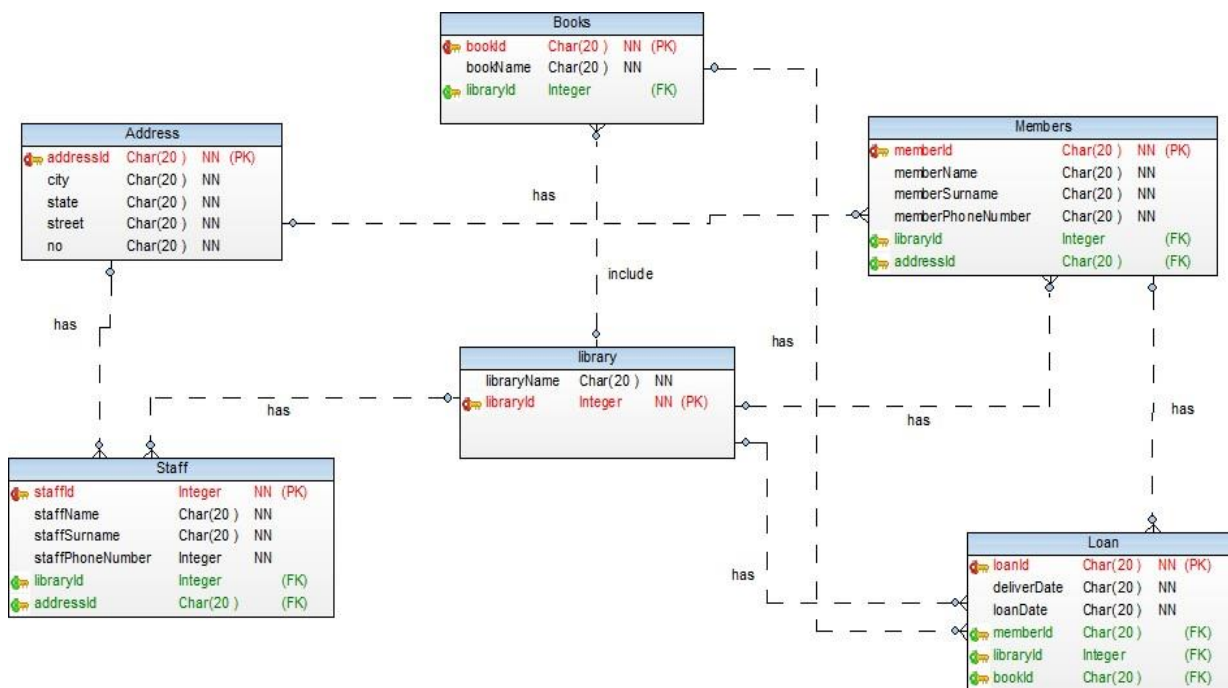 Books
bookId Char(20 ) NN (PK)
bookName Char(20 ) NN
libraryId Integer (FK)
Address
addressId Char(20 ) NN (PK)
city Char(20 ) NN
state Char(20 ) NN
street Char(20 ) NN
no Char(20 ) NN
Members
memberId Char(20 ) NN (PK)
memberName Char(20 ) NN
memberSurname Char(20 ) NN
memberPhoneNumber Char(20 ) NN
libraryId Integer (FK)
addressId Char(20 ) (FK)
has
include
has
library
libraryName Char(20 ) NN
libraryId Integer NN (PK)
has
has
has
has
Staff
staffId Integer NN (PK)
staffName Char(20 ) NN
staffSurname Char(20 ) NN
staffPhoneNumber Integer NN
libraryId Integer (FK)
addressId Char(20 ) (FK)
has
Loan
loanId Char(20 ) NN (PK)
deliverDate Char(20 ) NN
loanDate Char(20 ) NN
memberId Char(20 ) (FK)
libraryId Integer (FK)
bookId Char(20 ) (FK)